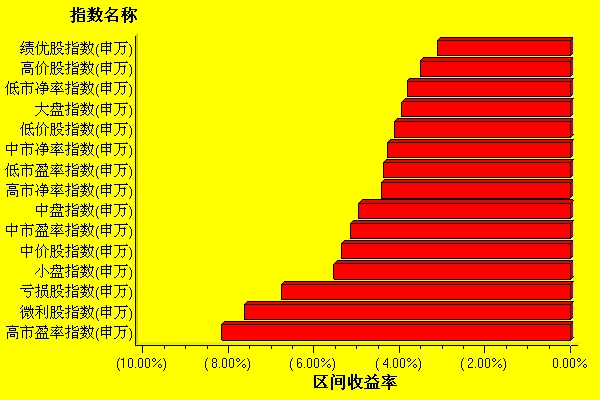 指数名称
绩优股指数(申万)
高价股指数(申万)
低市净率指数(申万)
大盘指数(申万)
低价股指数(申万)
中市净率指数(申万)
低市盈率指数(申万)
高市净率指数(申万)
中盘指数(申万)
中市盈率指数(申万)
中价股指数(申万)
小盘指数(申万)
亏损股指数(申万)
微利股指数(申万)
高市盈率指数(申万)
(10.00%) (8.00%) (6.00%) (4.00%) (2.00%) 0.00%
区间收益率